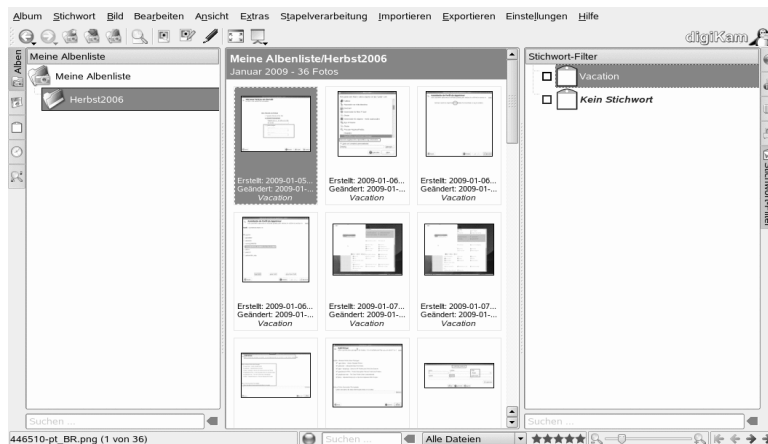 Album Stichwort Bild Bearbeiten Ansicht Extras Stapelverarbeitung Importieren Exportieren Einstellungen Hilfe
digiKam
Alben
Meine Albenliste
Meine Albenliste
Herbst2006
Meine Albenliste/Herbst2006
Januar 2009 - 36 Fotos
Erstellt: 2009-01-05...
Geändert: 2009-01-...
Vacation
Erstellt: 2009-01-06...
Geändert: 2009-01-...
Vacation
Erstellt: 2009-01-06...
Geändert: 2009-01-...
Vacation
Erstellt: 2009-01-06...
Geändert: 2009-01-...
Vacation
Erstellt: 2009-01-07...
Geändert: 2009-01-...
Vacation
Erstellt: 2009-01-07...
Geändert: 2009-01-...
Vacation
Stichwort-Filter
Vacation
Kein Stichwort
Stichwort-Filter
Suchen ...
Suchen ...
446510-pt_BR.png (1 von 36)
Suchen ...
Alle Dateien